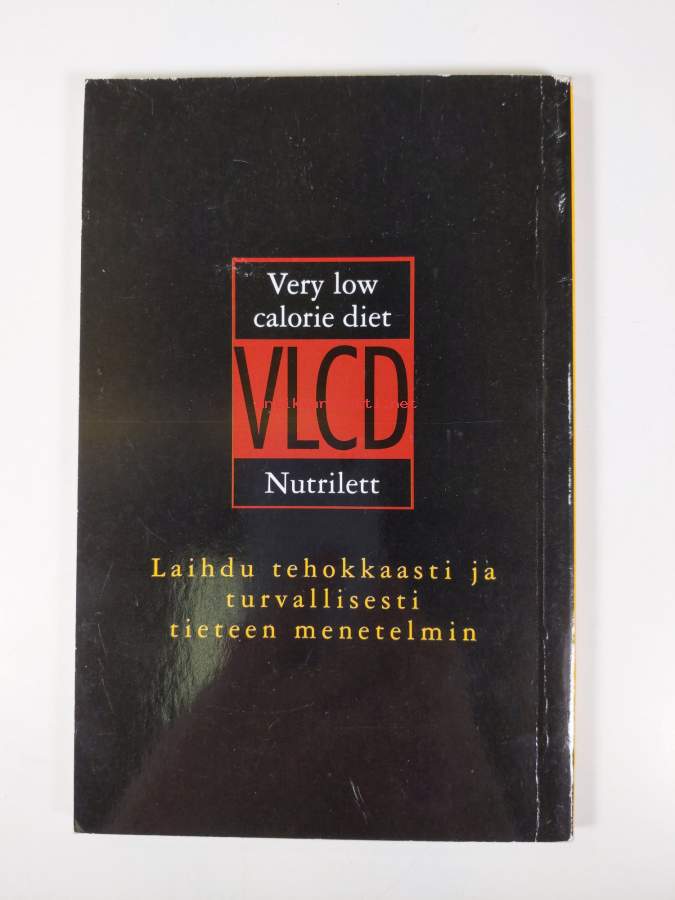 Very low
calorie diet
VLCD
Nutrilett
Laihdu tehokkaasti ja
turvallisesti
tieteen menetelmin